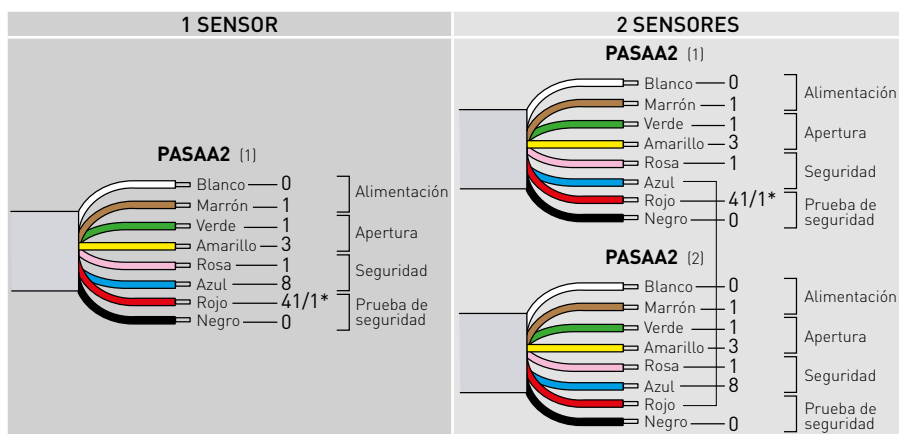 1 SENSOR
PASAA2 (1)
Blanco 0
Marrón 1
Alimentación
Verde 1
Amarillo 3
Apertura
Rosa 1
Azul 8
Seguridad
Rojo 41/1*
Negro 0
Prueba de
seguridad
2 SENSORES
PASAA2 (1)
Blanco 0
Marrón 1
Alimentación
Verde 1
Amarillo 3
Apertura
Rosa 1
Azul
Seguridad
Rojo 41/1*
Negro 0
Prueba de
seguridad
PASAA2 (2)
Blanco 0
Marrón 1
Alimentación
Verde 1
Amarillo 3
Apertura
Rosa 1
Azul 8
Seguridad
Rojo
Negro 0
Prueba de
seguridad